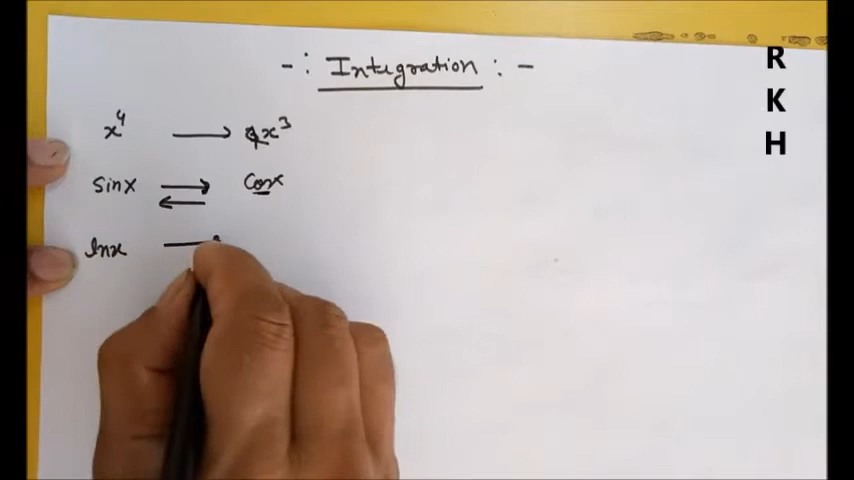 -: Integration :-
x⁴ → 4x³
sinx ⇄ cosx
lnx →
R
K
H